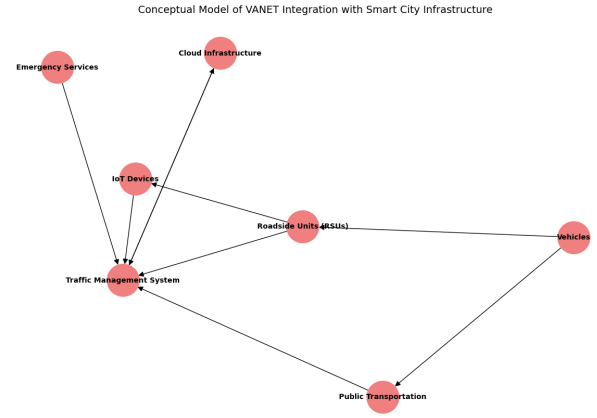 Conceptual Model of VANET Integration with Smart City Infrastructure
Cloud Infrastructure
Emergency Services
IoT Devices
Roadside Units (RSUs)
Vehicles
Traffic Management System
Public Transportation